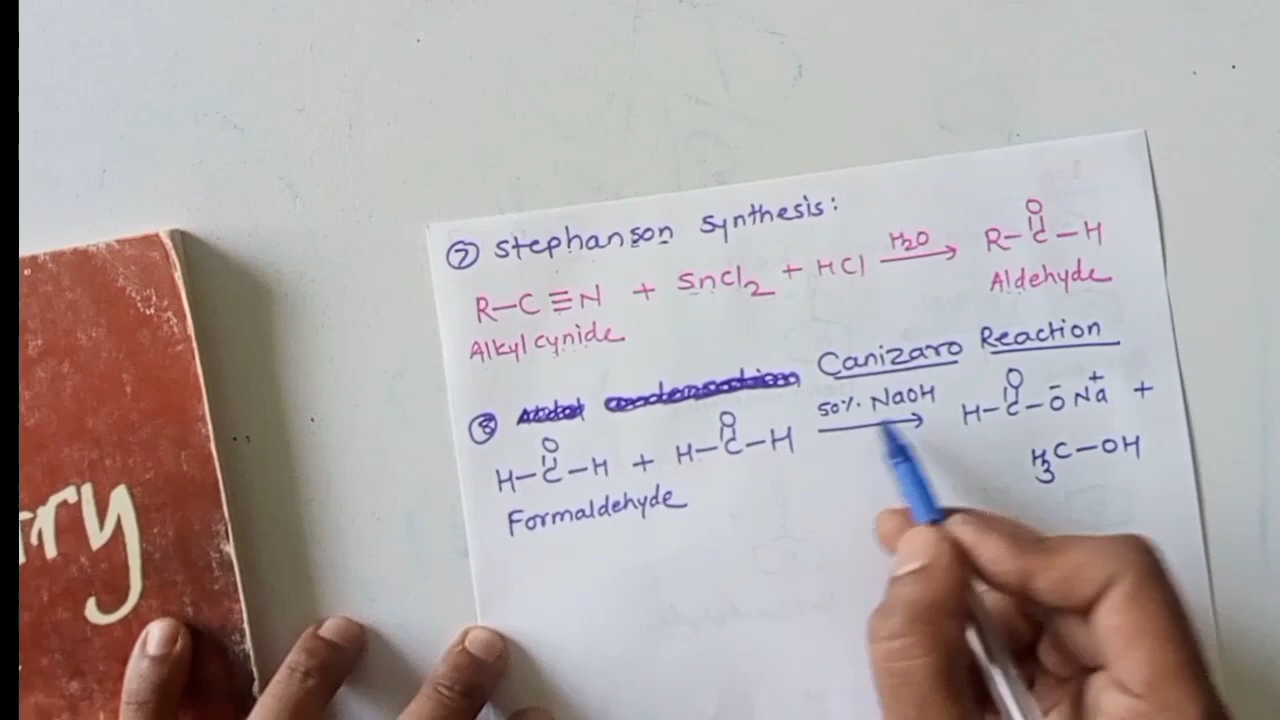 ⑦ Stephanson synthesis:
R-C≡N + SnCl₂ + HCl H₂O→ R-C(=O)-H
Alkyl cynide Aldehyde
⑧ Canizaro Reaction
H-C(=O)-H + H-C(=O)-H 50% NaOH→ H-C(=O)-O⁻Na⁺ +
Formaldehyde H₃C-OH
ry